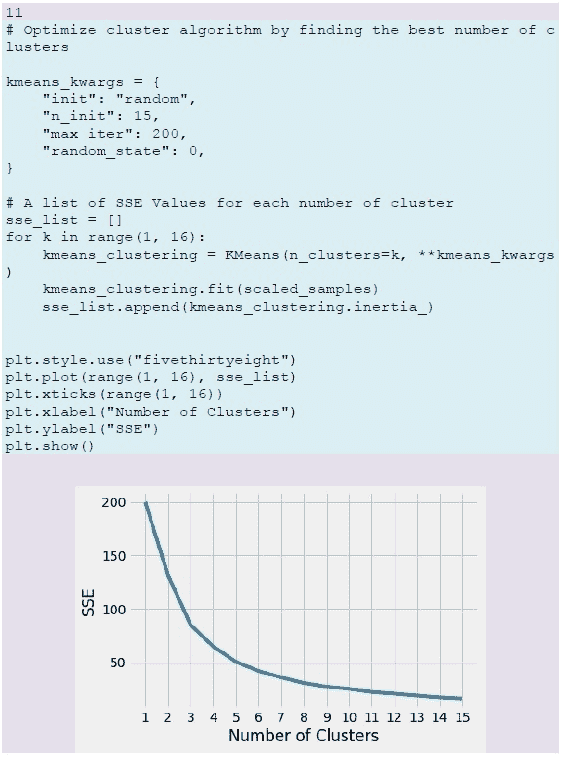 11
# Optimize cluster algorithm by finding the best number of c
lusters
kmeans_kwargs = {
    "init": "random",
    "n_init": 15,
    "max iter": 200,
    "random_state": 0,
}
# A list of SSE Values for each number of cluster
sse_list = []
for k in range(1, 16):
    kmeans_clustering = KMeans(n_clusters=k, **kmeans_kwargs
)
    kmeans_clustering.fit(scaled_samples)
    sse_list.append(kmeans_clustering.inertia_)
plt.style.use("fivethirtyeight")
plt.plot(range(1, 16), sse_list)
plt.xticks(range(1, 16))
plt.xlabel("Number of Clusters")
plt.ylabel("SSE")
plt.show()
200
150
SSE
100
50
1 2 3 4 5 6 7 8 9 10 11 12 13 14 15
Number of Clusters